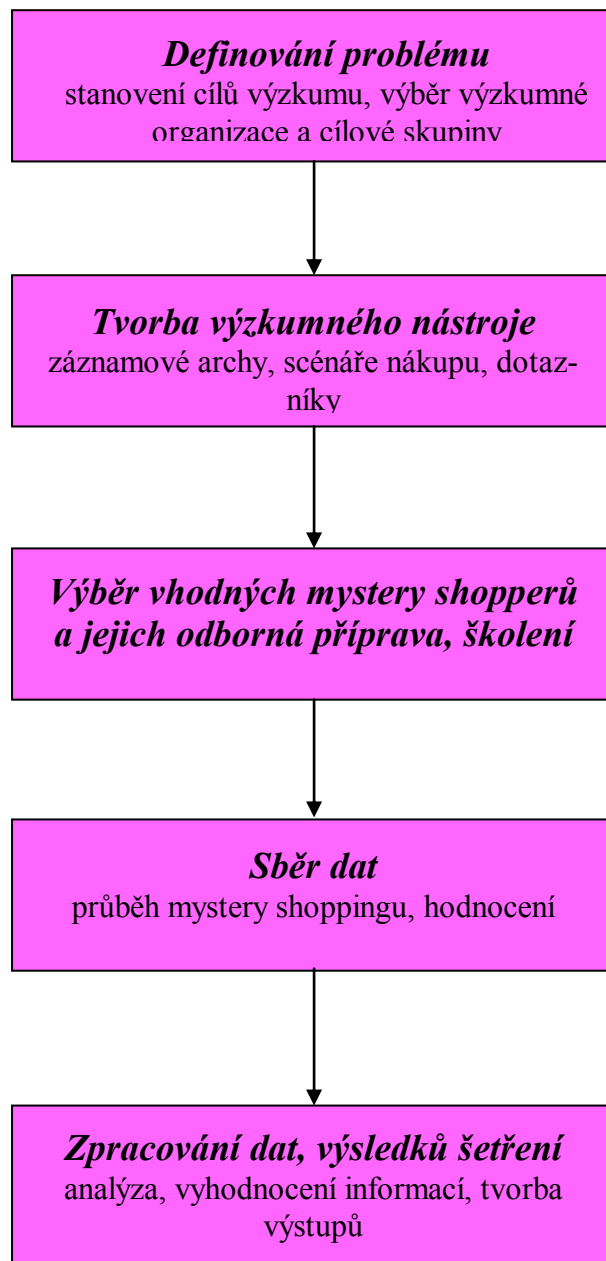 Definování problému
stanovení cílů výzkumu, výběr výzkumné
organizace a cílové skupiny
Tvorba výzkumného nástroje
záznamové archy, scénáře nákupu, dotaz-
níky
Výběr vhodných mystery shopperů
a jejich odborná příprava, školení
Sběr dat
průběh mystery shoppingu, hodnocení
Zpracování dat, výsledků šetření
analýza, vyhodnocení informací, tvorba
výstupů